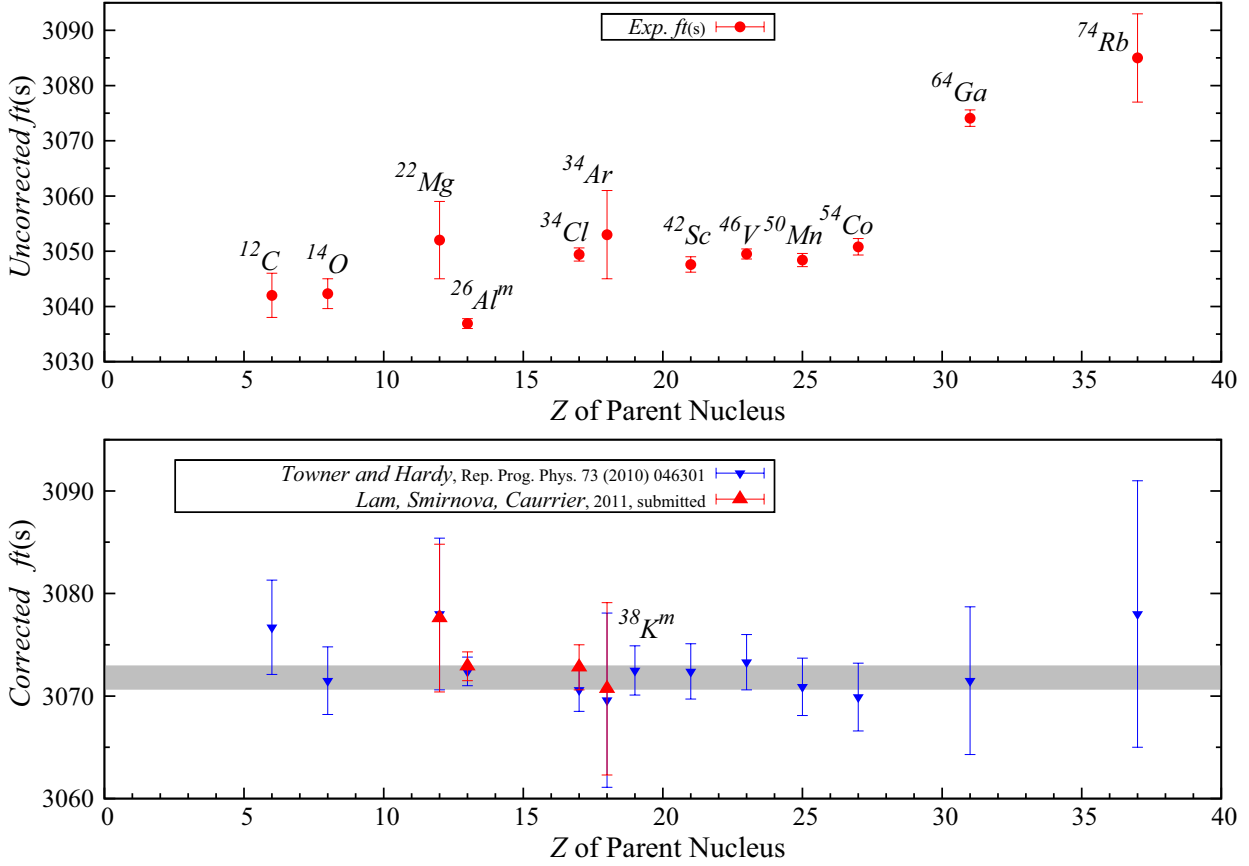 Uncorrected ft(s)
3090
3080
3070
3060
3050
3040
3030
Exp. ft(s)
¹²C
¹⁴O
²²Mg
²⁶Alᵐ
³⁴Cl
³⁴Ar
⁴²Sc
⁴⁶V
⁵⁰Mn
⁵⁴Co
⁶⁴Ga
⁷⁴Rb
0 5 10 15 20 25 30 35 40
Z of Parent Nucleus
Corrected ft(s)
3090
3080
3070
3060
Towner and Hardy, Rep. Prog. Phys. 73 (2010) 046301
Lam, Smirnova, Caurrier, 2011, submitted
³⁸Kᵐ
0 5 10 15 20 25 30 35 40
Z of Parent Nucleus